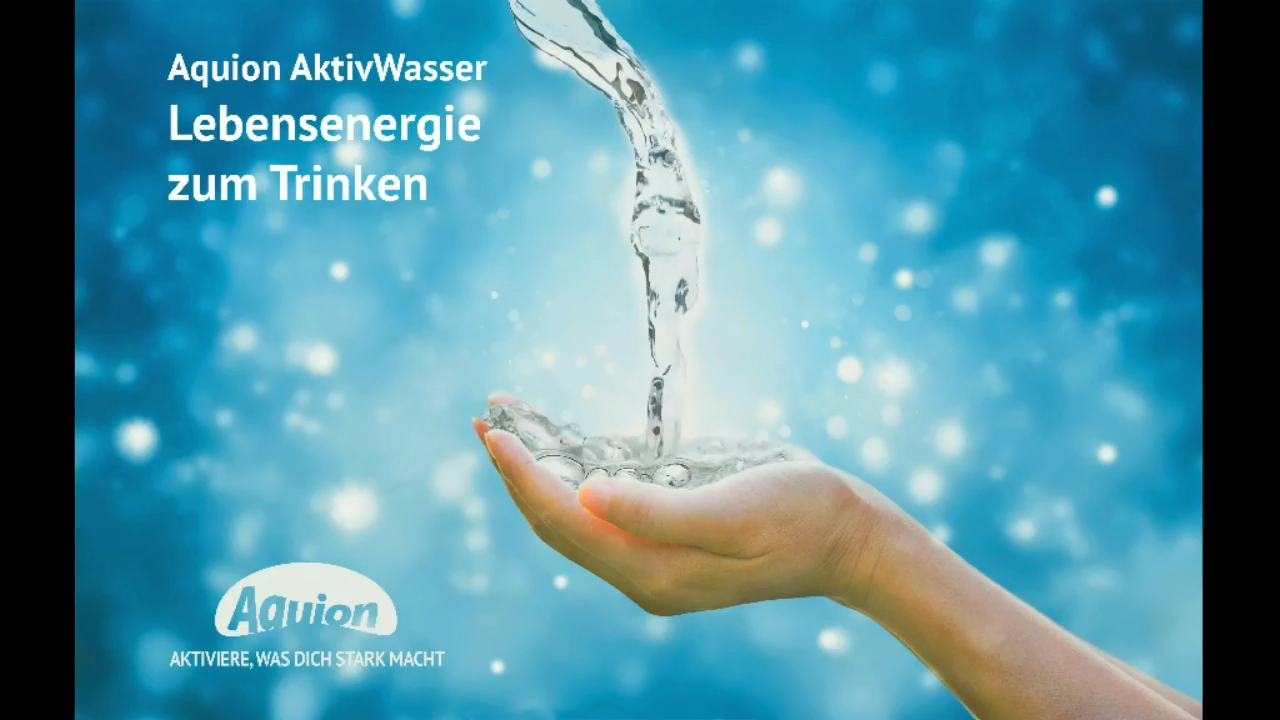 Aquion AktivWasser
Lebensenergie
zum Trinken
Aquion
AKTIVIERE, WAS DICH STARK MACHT